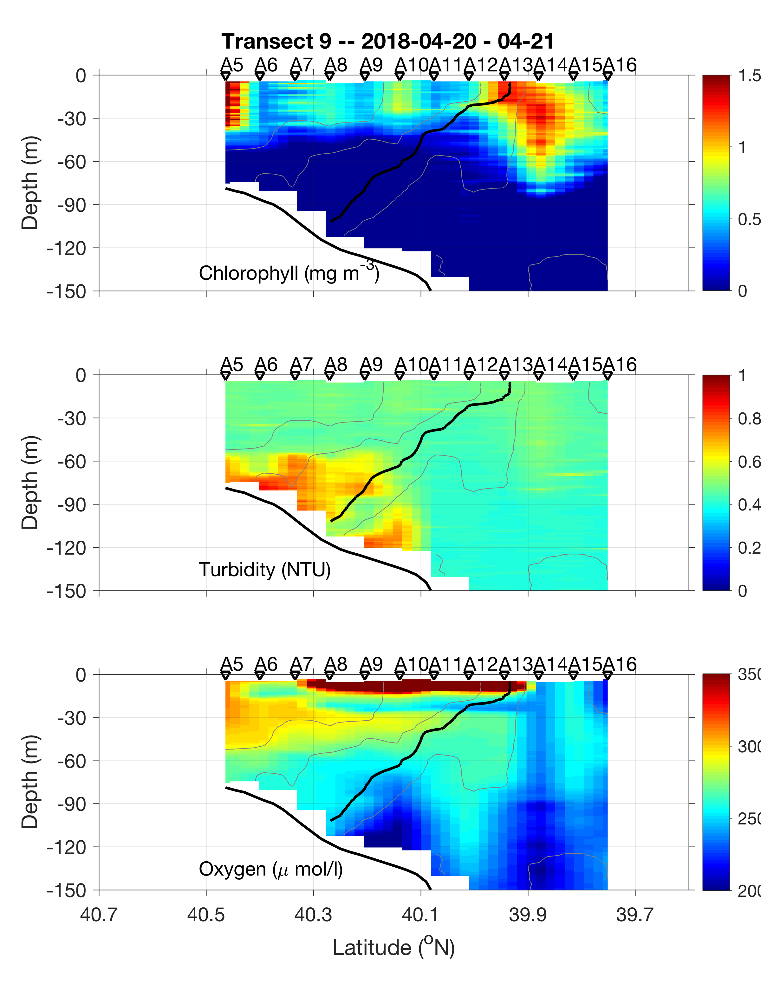 Transect 9 -- 2018-04-20 - 04-21
A5 A6 A7 A8 A9 A10 A11 A12 A13 A14 A15 A16
0
-30
-60
-90
-120
-150
Depth (m)
Chlorophyll (mg m-3)
1.5
1
0.5
0
A5 A6 A7 A8 A9 A10 A11 A12 A13 A14 A15 A16
0
-30
-60
-90
-120
-150
Depth (m)
Turbidity (NTU)
1
0.8
0.6
0.4
0.2
0
A5 A6 A7 A8 A9 A10 A11 A12 A13 A14 A15 A16
0
-30
-60
-90
-120
-150
Depth (m)
Oxygen (μ mol/l)
350
300
250
200
40.7 40.5 40.3 40.1 39.9 39.7
Latitude (oN)